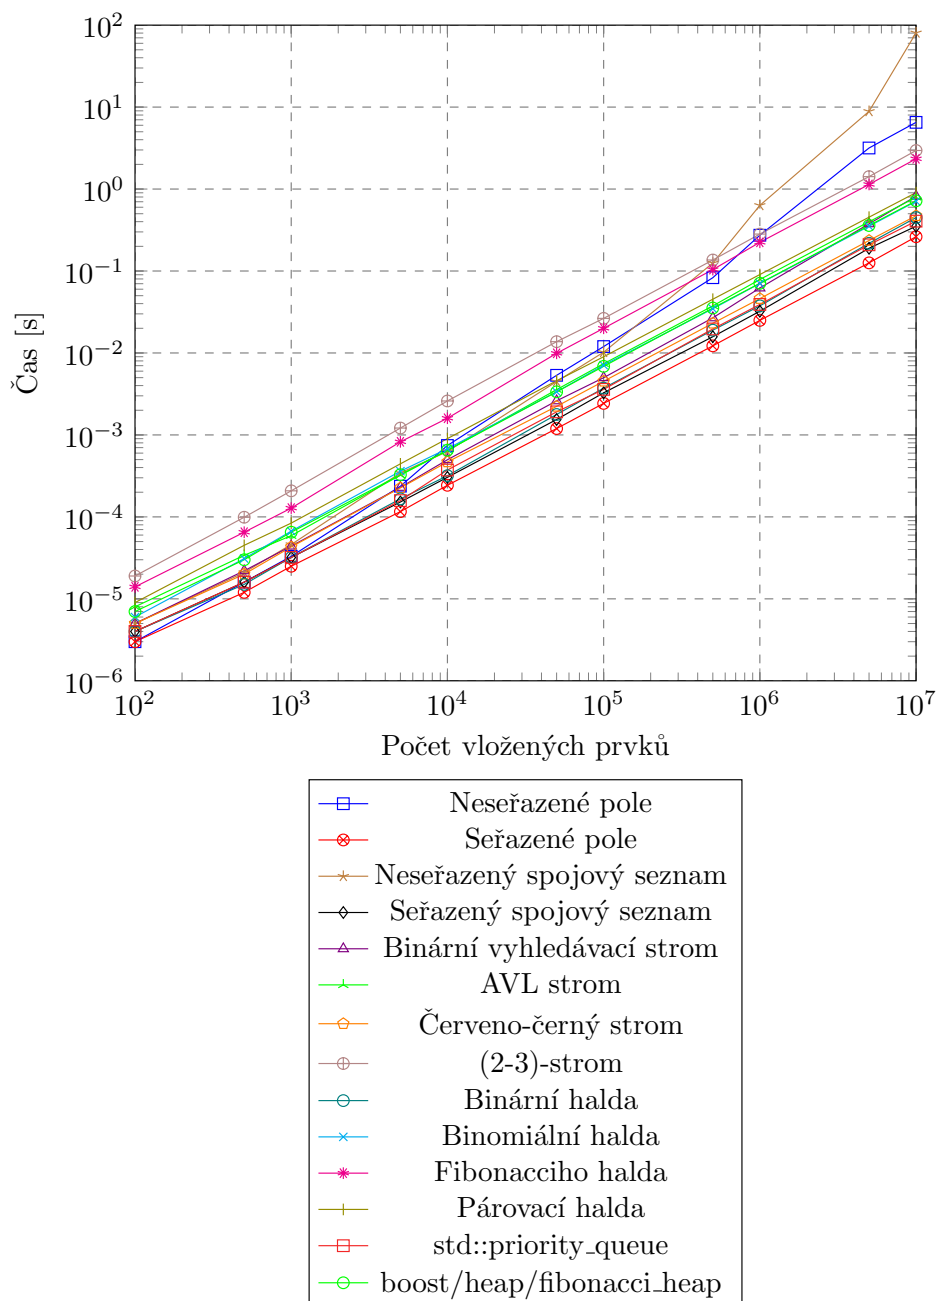 10^2
10^1
10^0
10^−1
10^−2
10^−3
10^−4
10^−5
10^−6
Čas [s]
10^2 10^3 10^4 10^5 10^6 10^7
Počet vložených prvků
Neseřazené pole
Seřazené pole
Neseřazený spojový seznam
Seřazený spojový seznam
Binární vyhledávací strom
AVL strom
Červeno-černý strom
(2-3)-strom
Binární halda
Binomiální halda
Fibonacciho halda
Párovací halda
std::priority_queue
boost/heap/fibonacci_heap